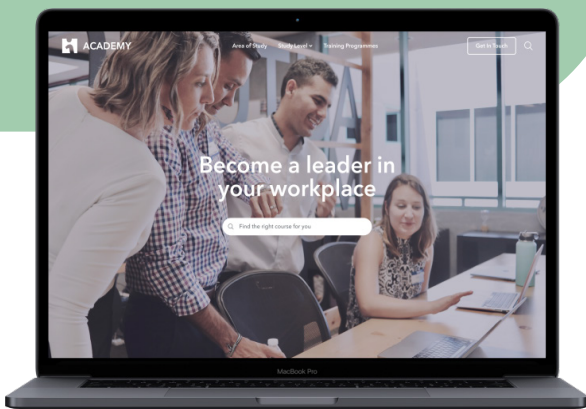 ACADEMY
Area of Study Study Level Training Programmes
Get In Touch
Become a leader in
your workplace
Find the right course for you
MacBook Pro